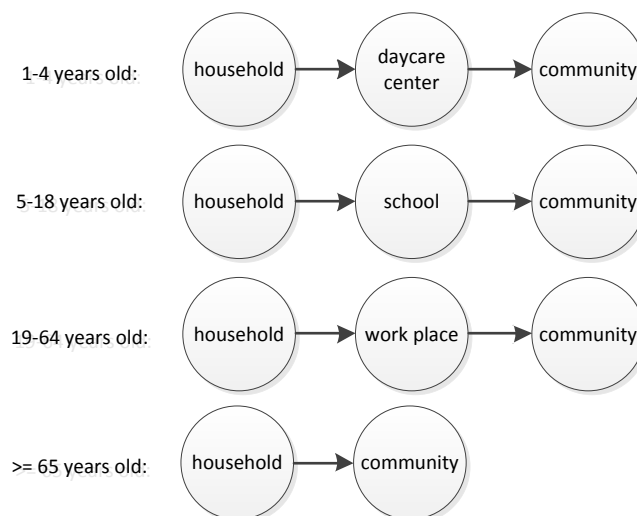 1-4 years old:
household
daycare
center
community
5-18 years old:
household
school
community
19-64 years old:
household
work place
community
>= 65 years old:
household
community